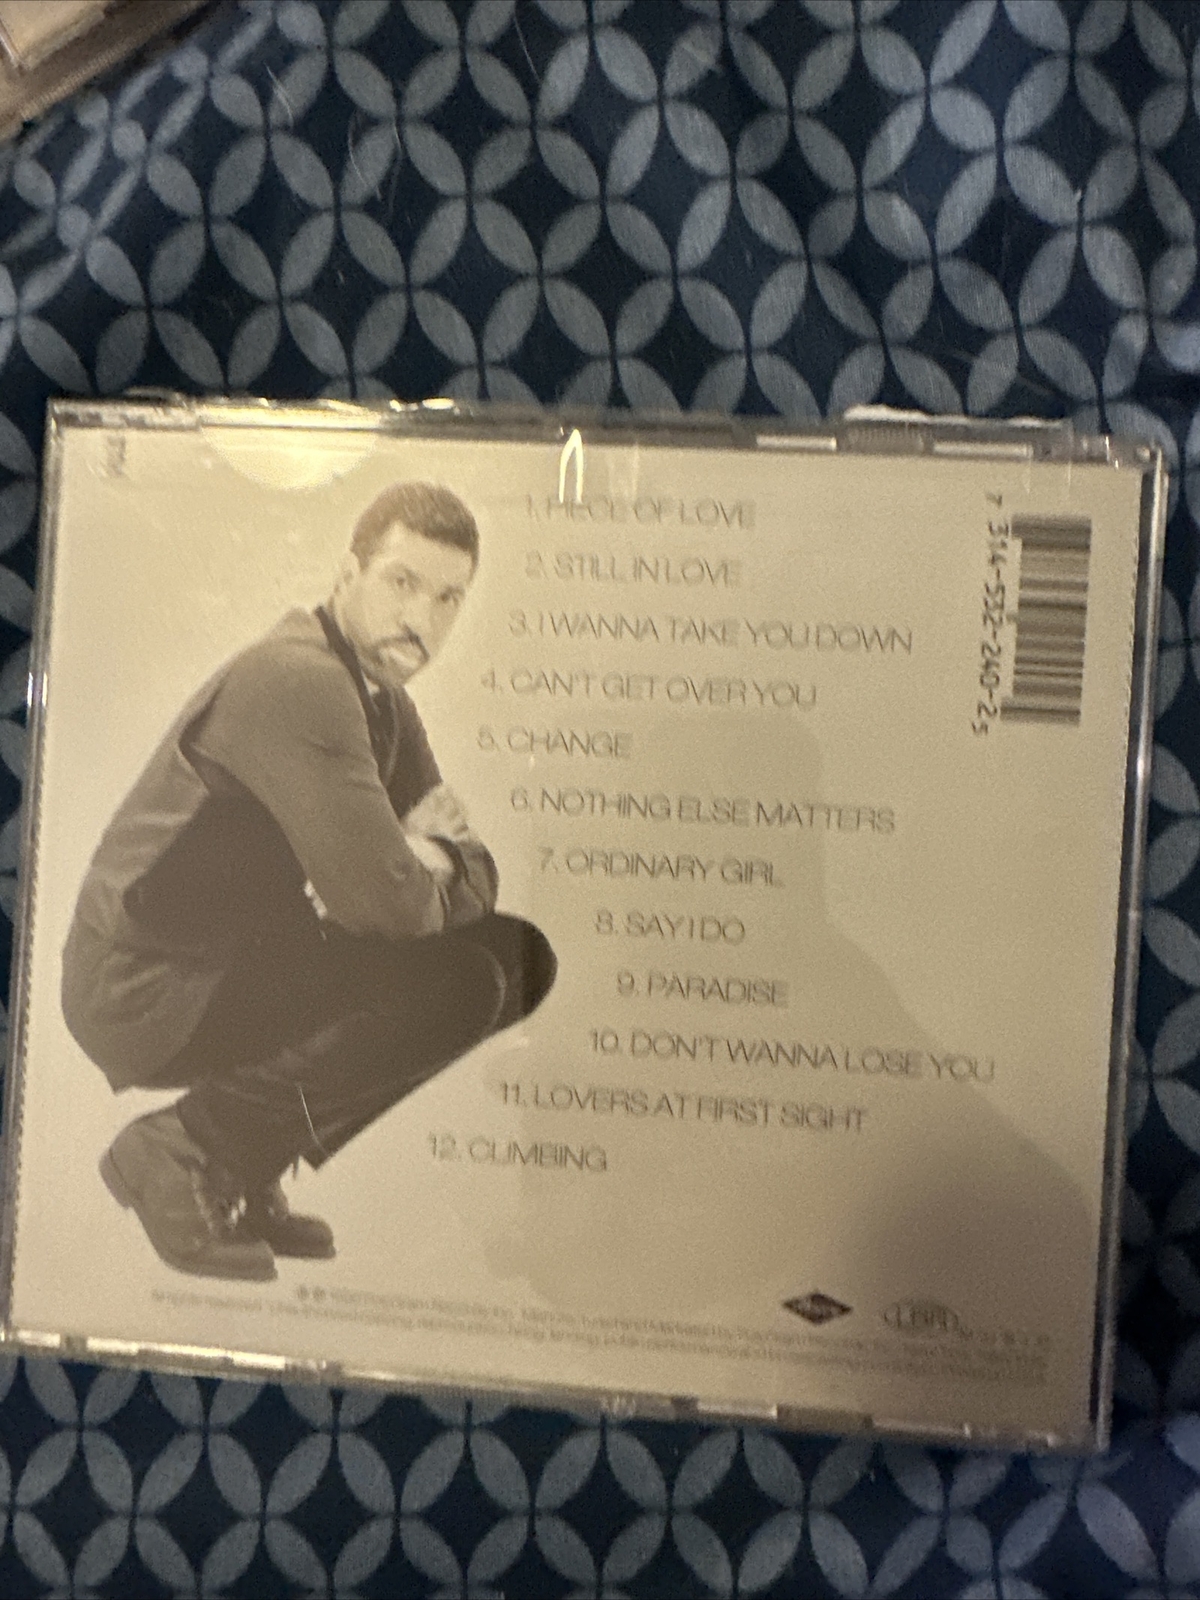 1. PIECE OF LOVE
2. STILL IN LOVE
3. I WANNA TAKE YOU DOWN
4. CAN'T GET OVER YOU
5. CHANGE
6. NOTHING ELSE MATTERS
7. ORDINARY GIRL
8. SAY I DO
9. PARADISE
10. DON'T WANNA LOSE YOU
11. LOVERS AT FIRST SIGHT
12. CLIMBING
7 314-532-240-2 5